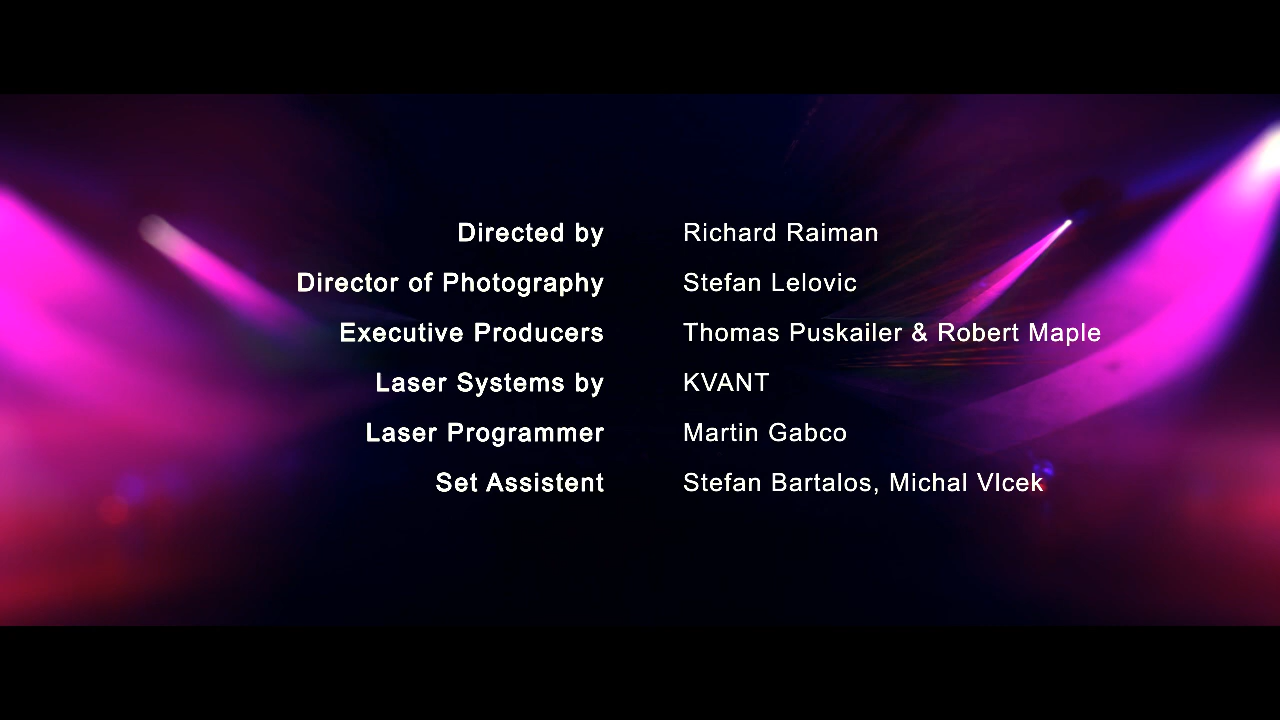 Directed by Richard Raiman
Director of Photography Stefan Lelovic
Executive Producers Thomas Puskailer & Robert Maple
Laser Systems by KVANT
Laser Programmer Martin Gabco
Set Assistent Stefan Bartalos, Michal Vlcek